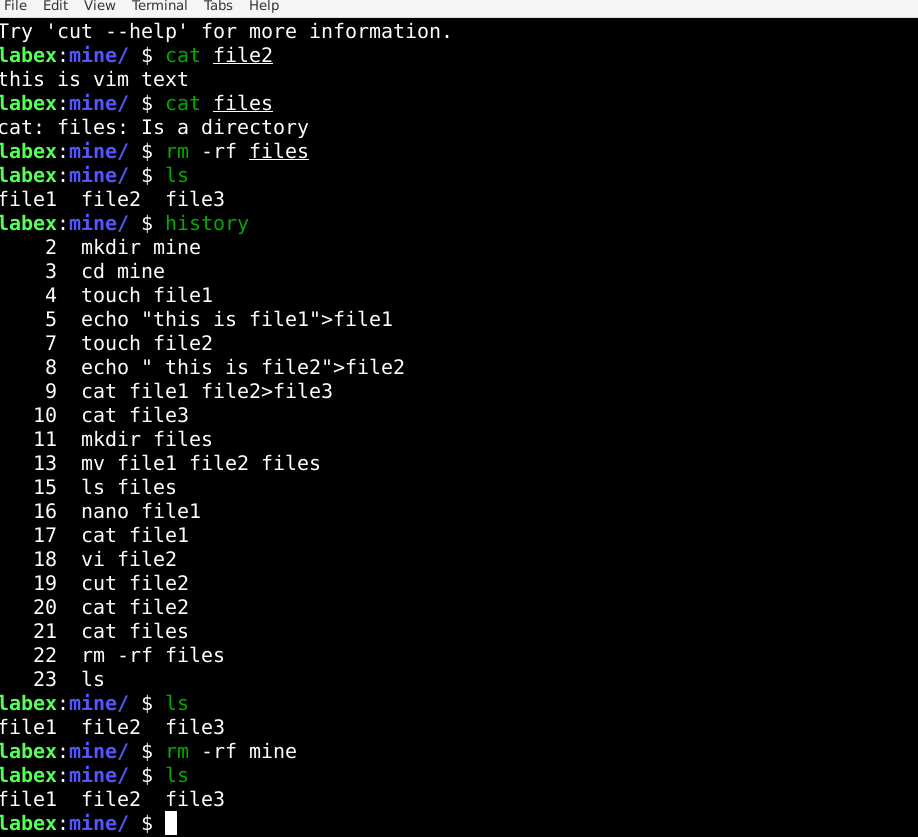 File Edit View Terminal Tabs Help
Try 'cut --help' for more information.
labex:mine/ $ cat file2
this is vim text
labex:mine/ $ cat files
cat: files: Is a directory
labex:mine/ $ rm -rf files
labex:mine/ $ ls
file1  file2  file3
labex:mine/ $ history
    2  mkdir mine
    3  cd mine
    4  touch file1
    5  echo "this is file1">file1
    7  touch file2
    8  echo " this is file2">file2
    9  cat file1 file2>file3
   10  cat file3
   11  mkdir files
   13  mv file1 file2 files
   15  ls files
   16  nano file1
   17  cat file1
   18  vi file2
   19  cut file2
   20  cat file2
   21  cat files
   22  rm -rf files
   23  ls
labex:mine/ $ ls
file1  file2  file3
labex:mine/ $ rm -rf mine
labex:mine/ $ ls
file1  file2  file3
labex:mine/ $